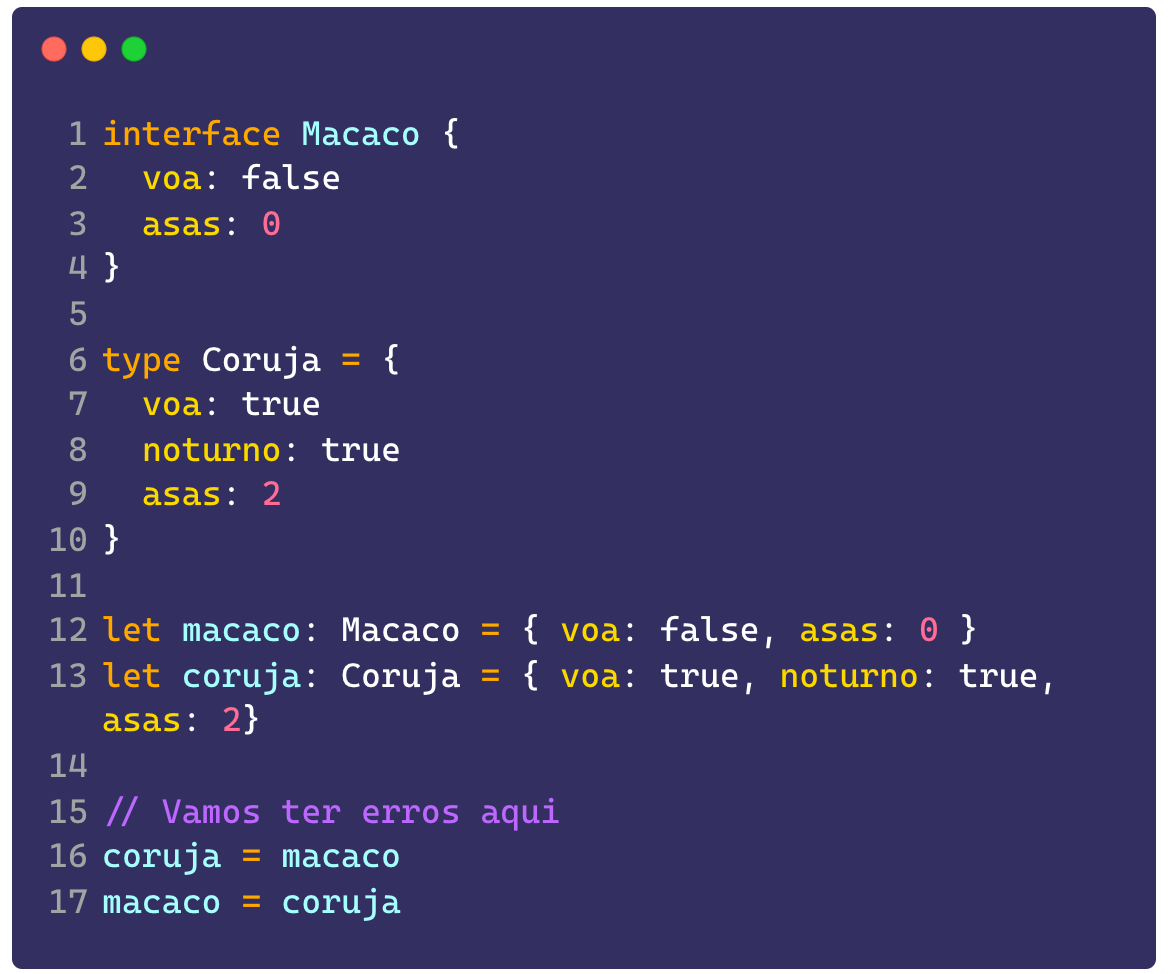 1 interface Macaco {
2   voa: false
3   asas: 0
4 }
5
6 type Coruja = {
7   voa: true
8   noturno: true
9   asas: 2
10 }
11
12 let macaco: Macaco = { voa: false, asas: 0 }
13 let coruja: Coruja = { voa: true, noturno: true,
asas: 2}
14
15 // Vamos ter erros aqui
16 coruja = macaco
17 macaco = coruja